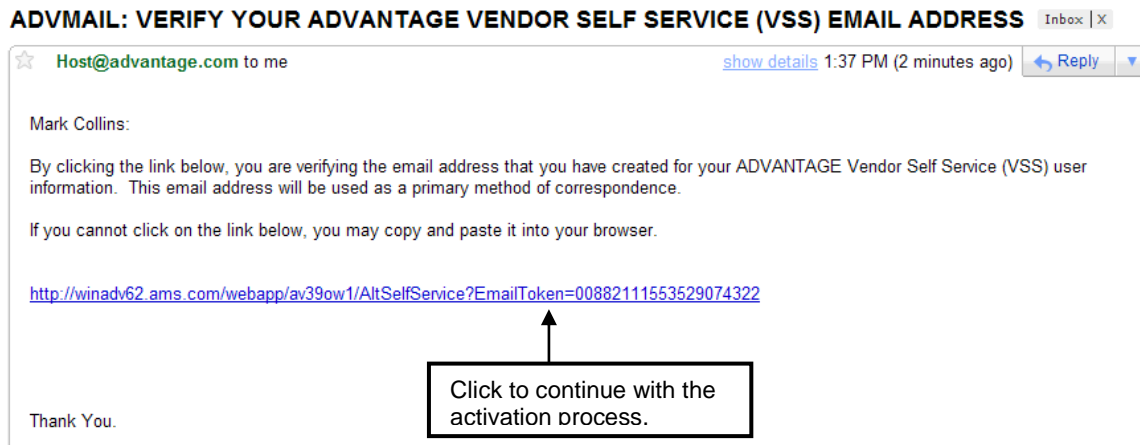 ADVMAIL: VERIFY YOUR ADVANTAGE VENDOR SELF SERVICE (VSS) EMAIL ADDRESS Inbox | X
Host@advantage.com to me show details 1:37 PM (2 minutes ago) Reply
Mark Collins:
By clicking the link below, you are verifying the email address that you have created for your ADVANTAGE Vendor Self Service (VSS) user
information. This email address will be used as a primary method of correspondence.
If you cannot click on the link below, you may copy and paste it into your browser.
http://winadv62.ams.com/webapp/av39ow1/AltSelfService?EmailToken=00882111553529074322
Click to continue with the
activation process.
Thank You.